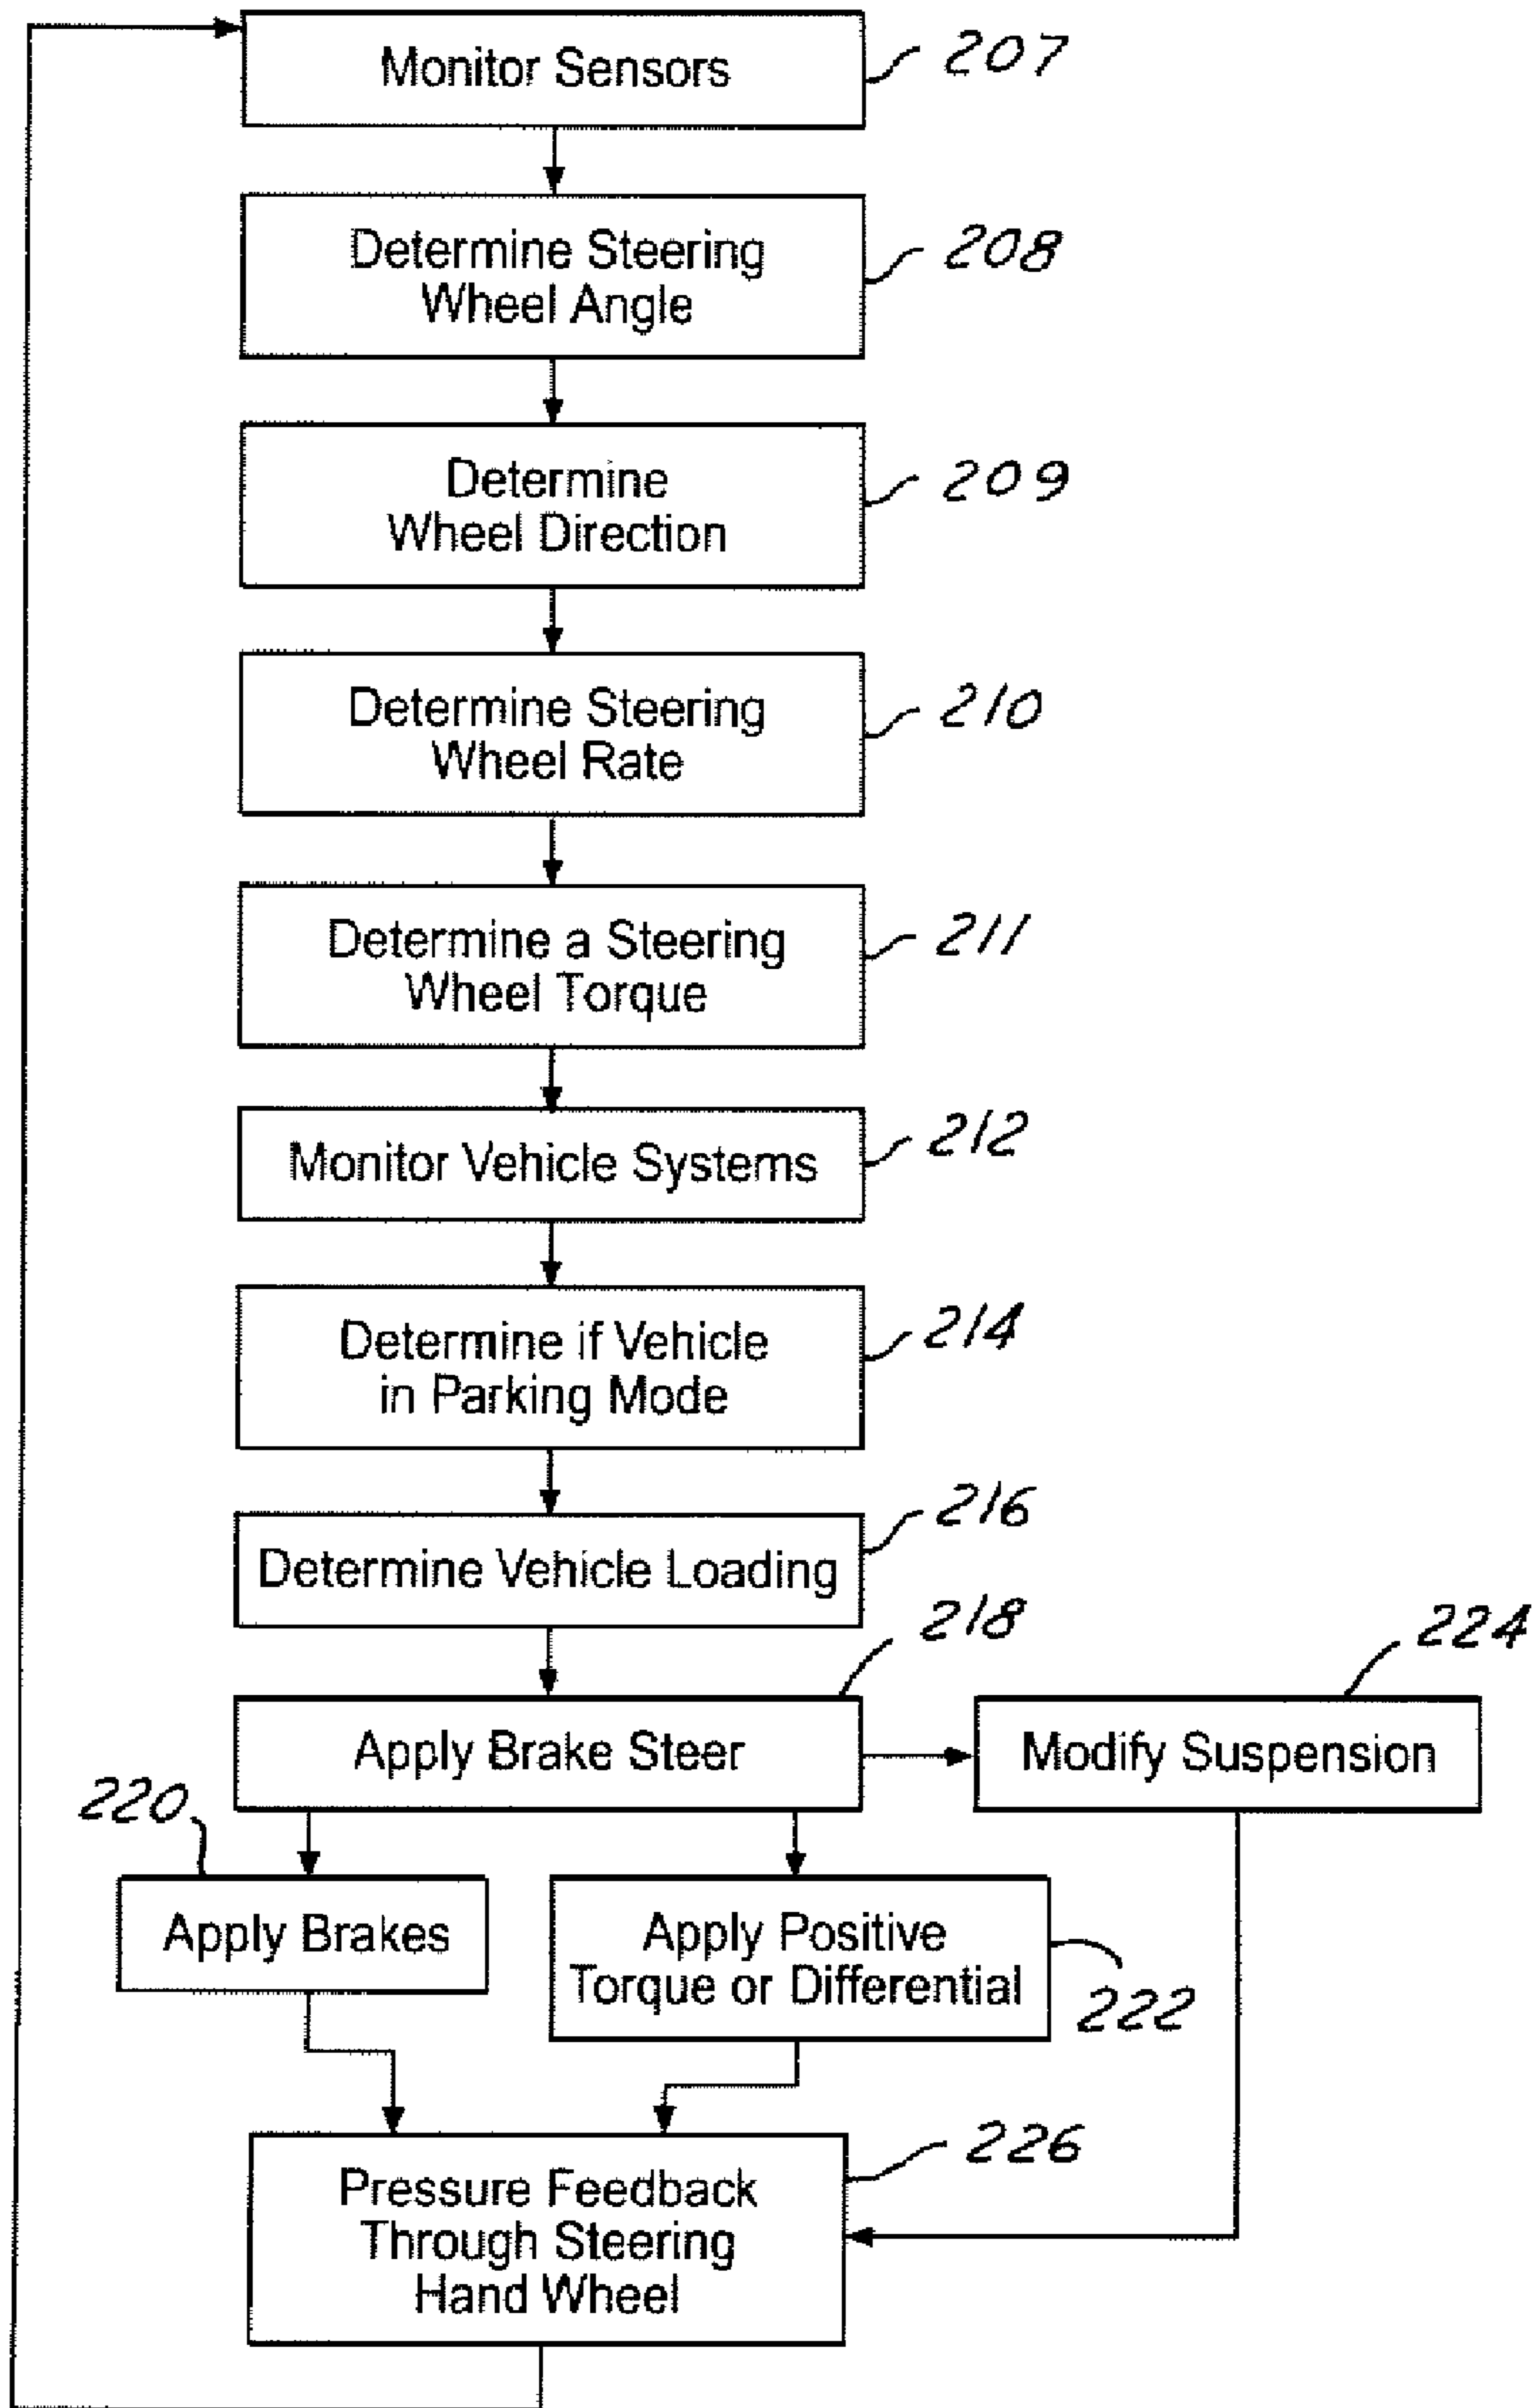 Monitor Sensors
207
Determine Steering
Wheel Angle
208
Determine
Wheel Direction
209
Determine Steering
Wheel Rate
210
Determine a Steering
Wheel Torque
211
Monitor Vehicle Systems
212
Determine if Vehicle
in Parking Mode
214
Determine Vehicle Loading
216
Apply Brake Steer
218
Modify Suspension
224
220
Apply Brakes
Apply Positive
Torque or Differential
222
Pressure Feedback
Through Steering
Hand Wheel
226